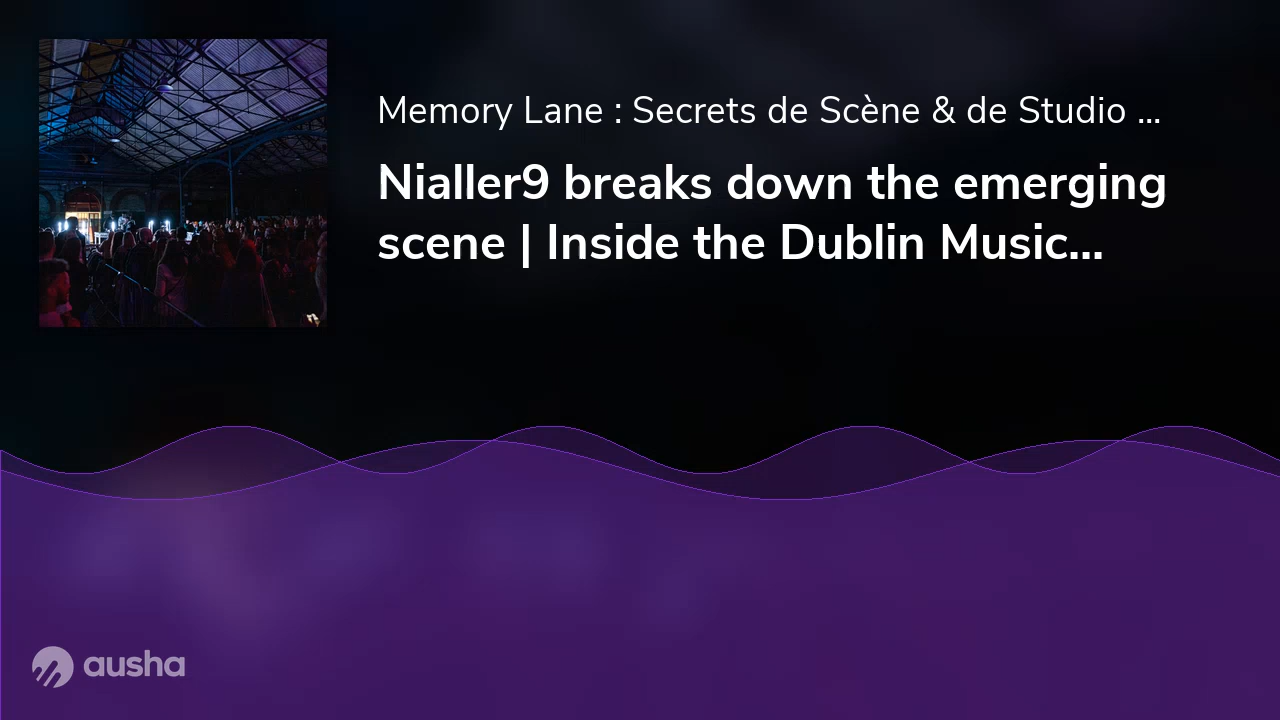 Memory Lane : Secrets de Scène & de Studio ...
Nialler9 breaks down the emerging
scene | Inside the Dublin Music...
ausha